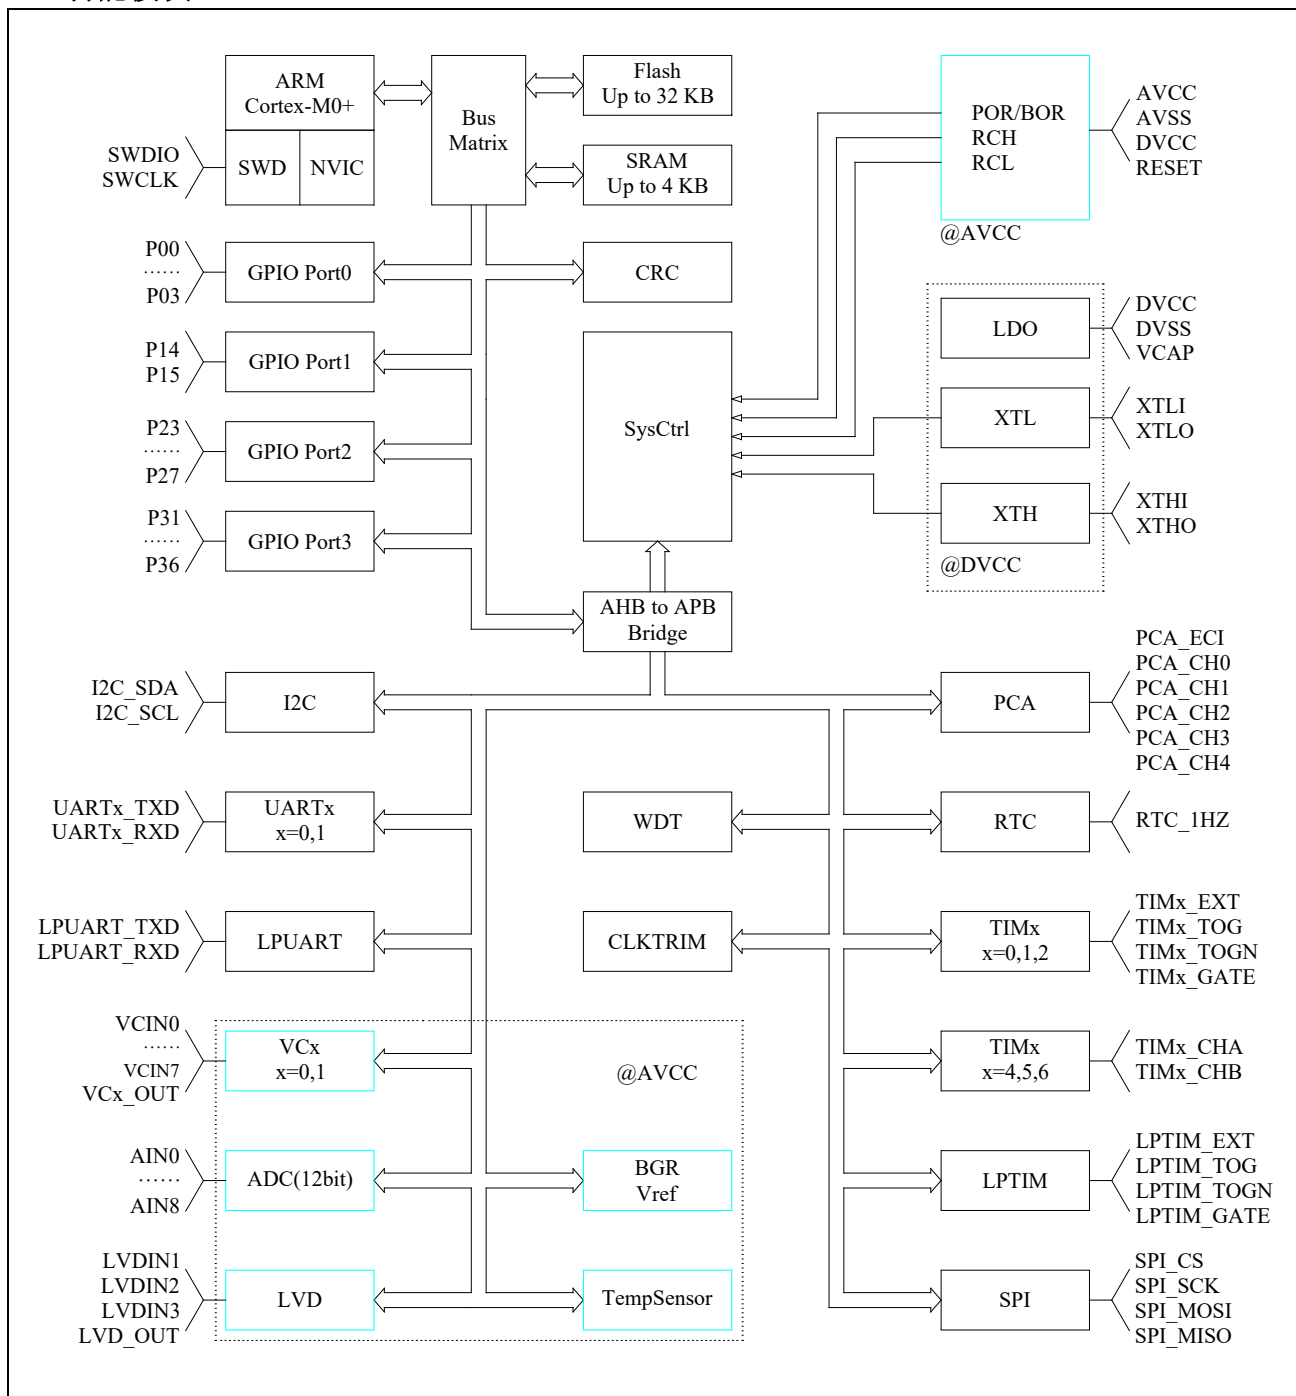 ARM
Cortex-M0+
SWD
NVIC
SWDIO
SWCLK
Bus
Matrix
Flash
Up to 32 KB
SRAM
Up to 4 KB
POR/BOR
RCH
RCL
@AVCC
AVCC
AVSS
DVCC
RESET
P00
······
P03
GPIO Port0
CRC
P14
P15
GPIO Port1
SysCtrl
LDO
DVCC
DVSS
VCAP
P23
······
P27
GPIO Port2
XTL
XTLI
XTLO
P31
······
P36
GPIO Port3
XTH
XTHI
XTHO
@DVCC
AHB to APB
Bridge
I2C_SDA
I2C_SCL
I2C
PCA
PCA_ECI
PCA_CH0
PCA_CH1
PCA_CH2
PCA_CH3
PCA_CH4
UARTx_TXD
UARTx_RXD
UARTx
x=0,1
WDT
RTC
RTC_1HZ
LPUART_TXD
LPUART_RXD
LPUART
CLKTRIM
TIMx
x=0,1,2
TIMx_EXT
TIMx_TOG
TIMx_TOGN
TIMx_GATE
VCIN0
······
VCIN7
VCx_OUT
VCx
x=0,1
@AVCC
TIMx
x=4,5,6
TIMx_CHA
TIMx_CHB
AIN0
······
AIN8
ADC(12bit)
BGR
Vref
LPTIM
LPTIM_EXT
LPTIM_TOG
LPTIM_TOGN
LPTIM_GATE
LVDIN1
LVDIN2
LVDIN3
LVD_OUT
LVD
TempSensor
SPI
SPI_CS
SPI_SCK
SPI_MOSI
SPI_MISO